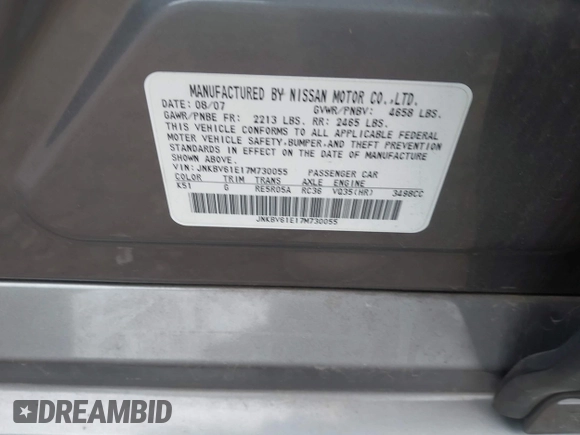 MANUFACTURED BY NISSAN MOTOR CO.,LTD.
DATE: 08/07 GVWR/PNBV: 4658 LBS.
GAWR/PNBE FR: 2213 LBS. RR: 2465 LBS.
THIS VEHICLE CONFORMS TO ALL APPLICABLE FEDERAL
MOTOR VEHICLE SAFETY,BUMPER,AND THEFT PREVENTION
STANDARDS IN EFFECT ON THE DATE OF MANUFACTURE
SHOWN ABOVE.
VIN: JNKBV61E17M730055 PASSENGER CAR
COLOR TRIM TRANS AXLE ENGINE
K51 G RE5R05A RC36 VQ35(HR) 3498CC
JNKBV61E17M730055
DREAMBID